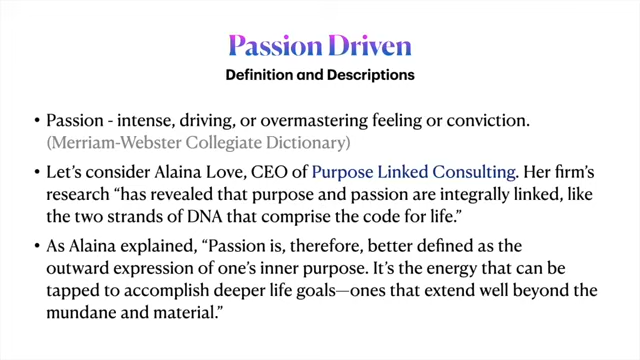 Passion Driven
Definition and Descriptions
• Passion - intense, driving, or overmastering feeling or conviction.
(Merriam-Webster Collegiate Dictionary)
• Let’s consider Alaina Love, CEO of Purpose Linked Consulting. Her firm’s
research “has revealed that purpose and passion are integrally linked, like
the two strands of DNA that comprise the code for life.”
• As Alaina explained, “Passion is, therefore, better defined as the
outward expression of one’s inner purpose. It’s the energy that can be
tapped to accomplish deeper life goals—ones that extend well beyond the
mundane and material.”